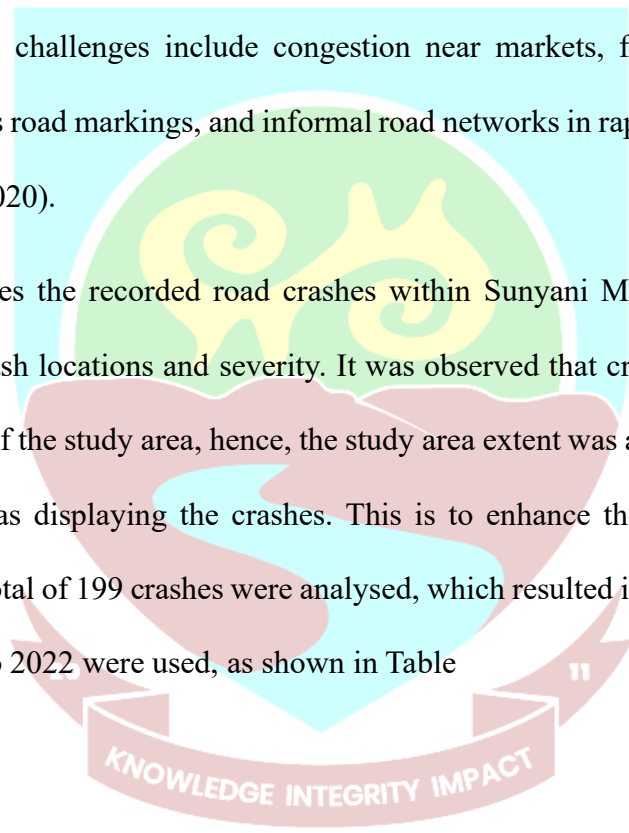 challenges include congestion near markets, f
s road markings, and informal road networks in rap
020).
es the recorded road crashes within Sunyani M
ash locations and severity. It was observed that cr
of the study area, hence, the study area extent was a
as displaying the crashes. This is to enhance th
otal of 199 crashes were analysed, which resulted i
o 2022 were used, as shown in Table
KNOWLEDGE INTEGRITY IMPACT